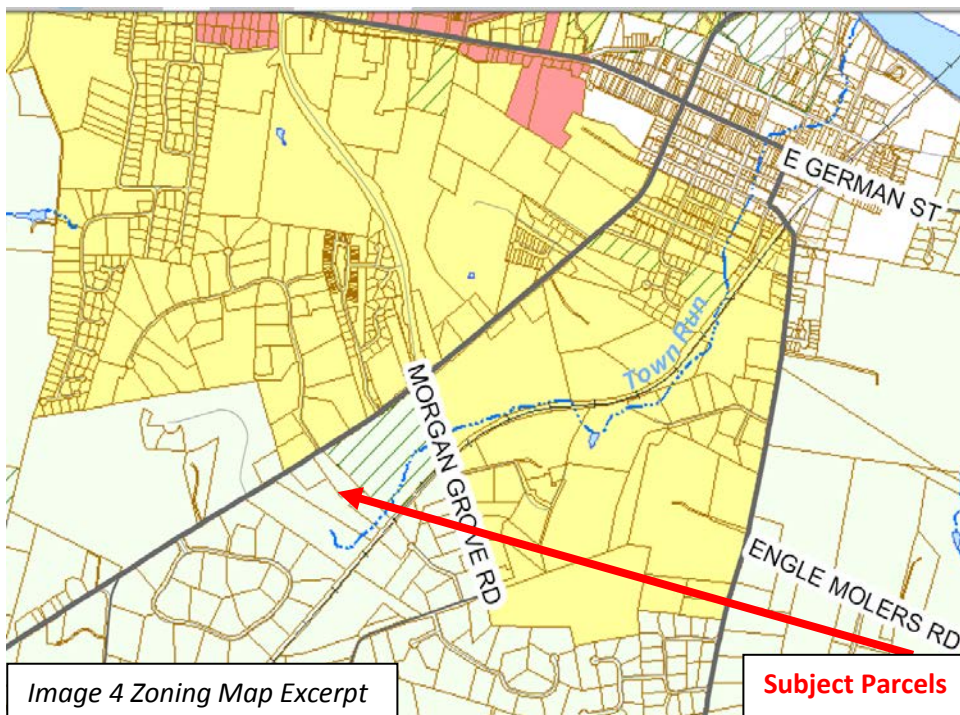 E GERMAN ST
Town Run
MORGAN GROVE RD
ENGLE MOLERS RD
Image 4 Zoning Map Excerpt
Subject Parcels